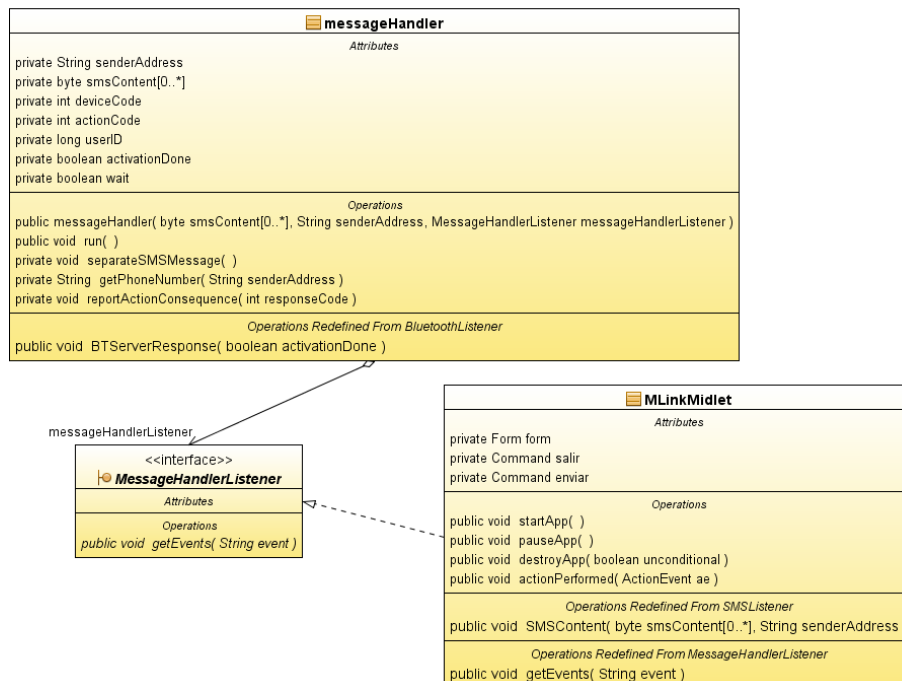 messageHandler
Attributes
private String senderAddress
private byte smsContent[0..*]
private int deviceCode
private int actionCode
private long userID
private boolean activationDone
private boolean wait
Operations
public messageHandler( byte smsContent[0..*], String senderAddress, MessageHandlerListener messageHandlerListener )
public void run( )
private void separateSMSMessage( )
private String getPhoneNumber( String senderAddress )
private void reportActionConsequence( int responseCode )
Operations Redefined From BluetoothListener
public void BTServerResponse( boolean activationDone )
messageHandlerListener
<<interface>>
MessageHandlerListener
Attributes
Operations
public void getEvents( String event )
MLinkMidlet
Attributes
private Form form
private Command salir
private Command enviar
Operations
public void startApp( )
public void pauseApp( )
public void destroyApp( boolean unconditional )
public void actionPerformed( ActionEvent ae )
Operations Redefined From SMSListener
public void SMSContent( byte smsContent[0..*], String senderAddress
Operations Redefined From MessageHandlerListener
public void getEvents( String event )